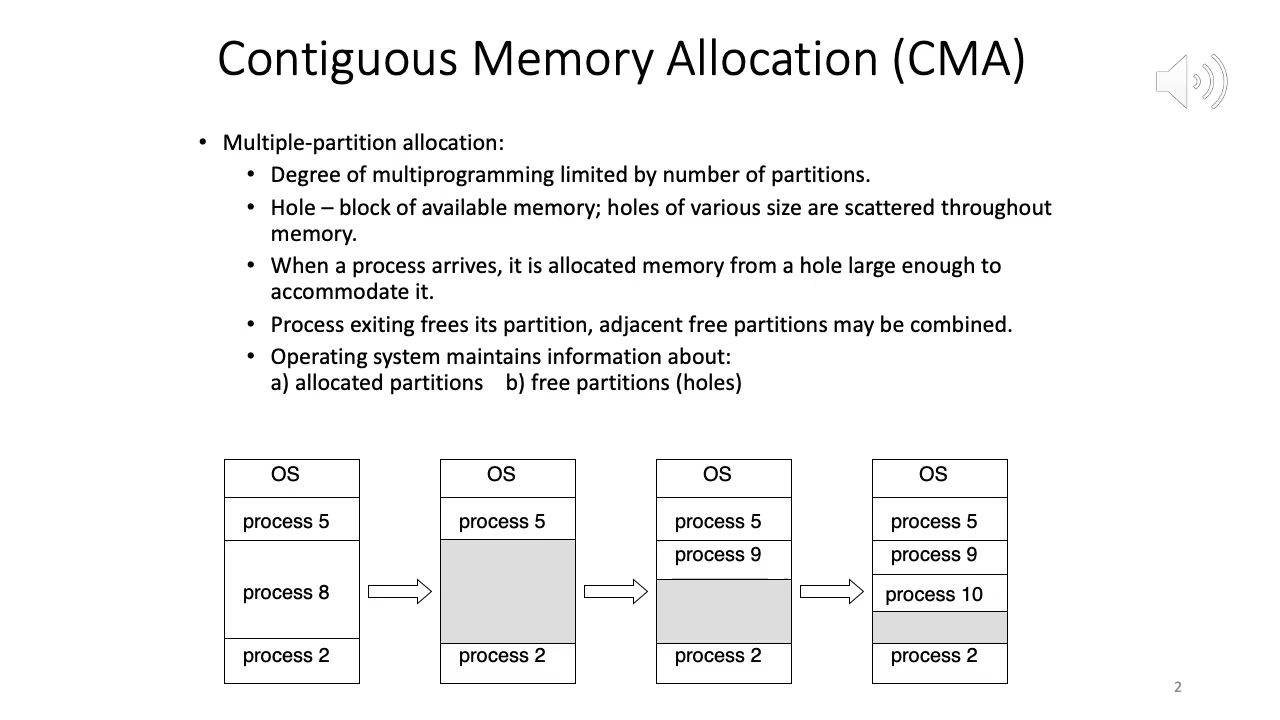 Contiguous Memory Allocation (CMA)
• Multiple-partition allocation:
• Degree of multiprogramming limited by number of partitions.
• Hole – block of available memory; holes of various size are scattered throughout
memory.
• When a process arrives, it is allocated memory from a hole large enough to
accommodate it.
• Process exiting frees its partition, adjacent free partitions may be combined.
• Operating system maintains information about:
a) allocated partitions b) free partitions (holes)
OS
process 5
process 8
process 2
OS
process 5
process 2
OS
process 5
process 9
process 2
OS
process 5
process 9
process 10
process 2
2